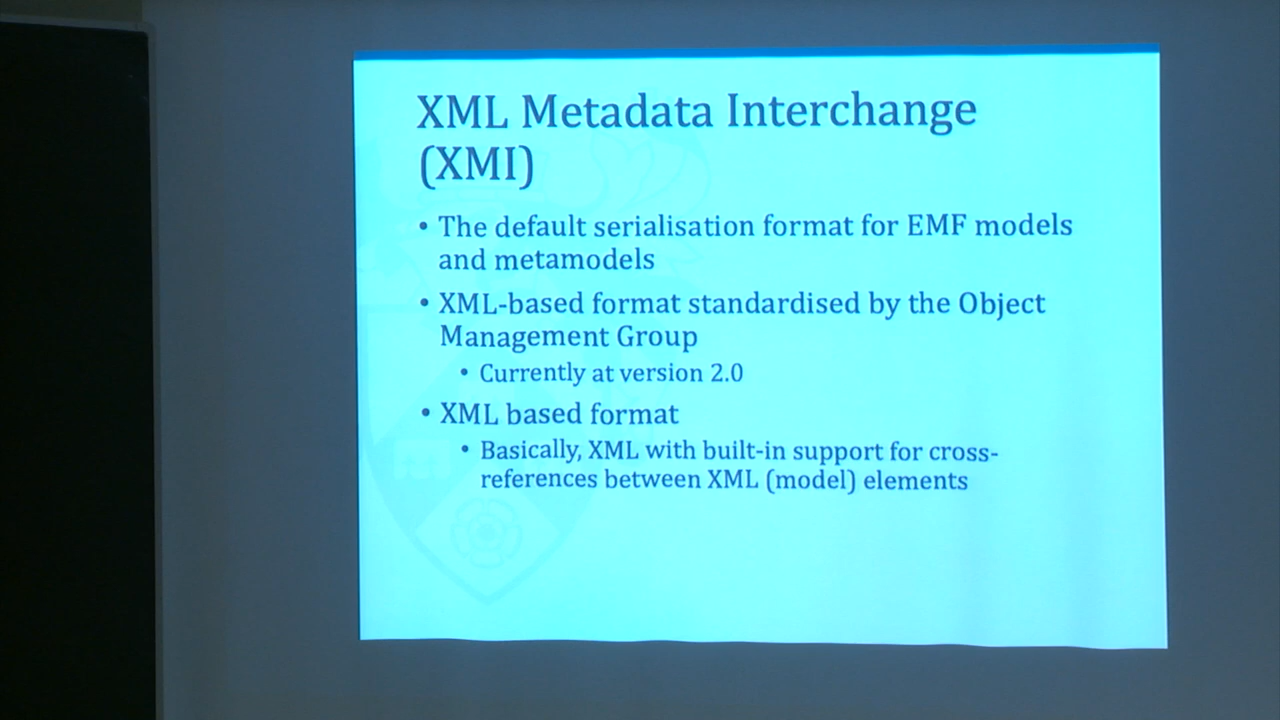 XML Metadata Interchange
(XMI)
• The default serialisation format for EMF models
and metamodels
• XML-based format standardised by the Object
Management Group
• Currently at version 2.0
• XML based format
• Basically, XML with built-in support for cross-
references between XML (model) elements